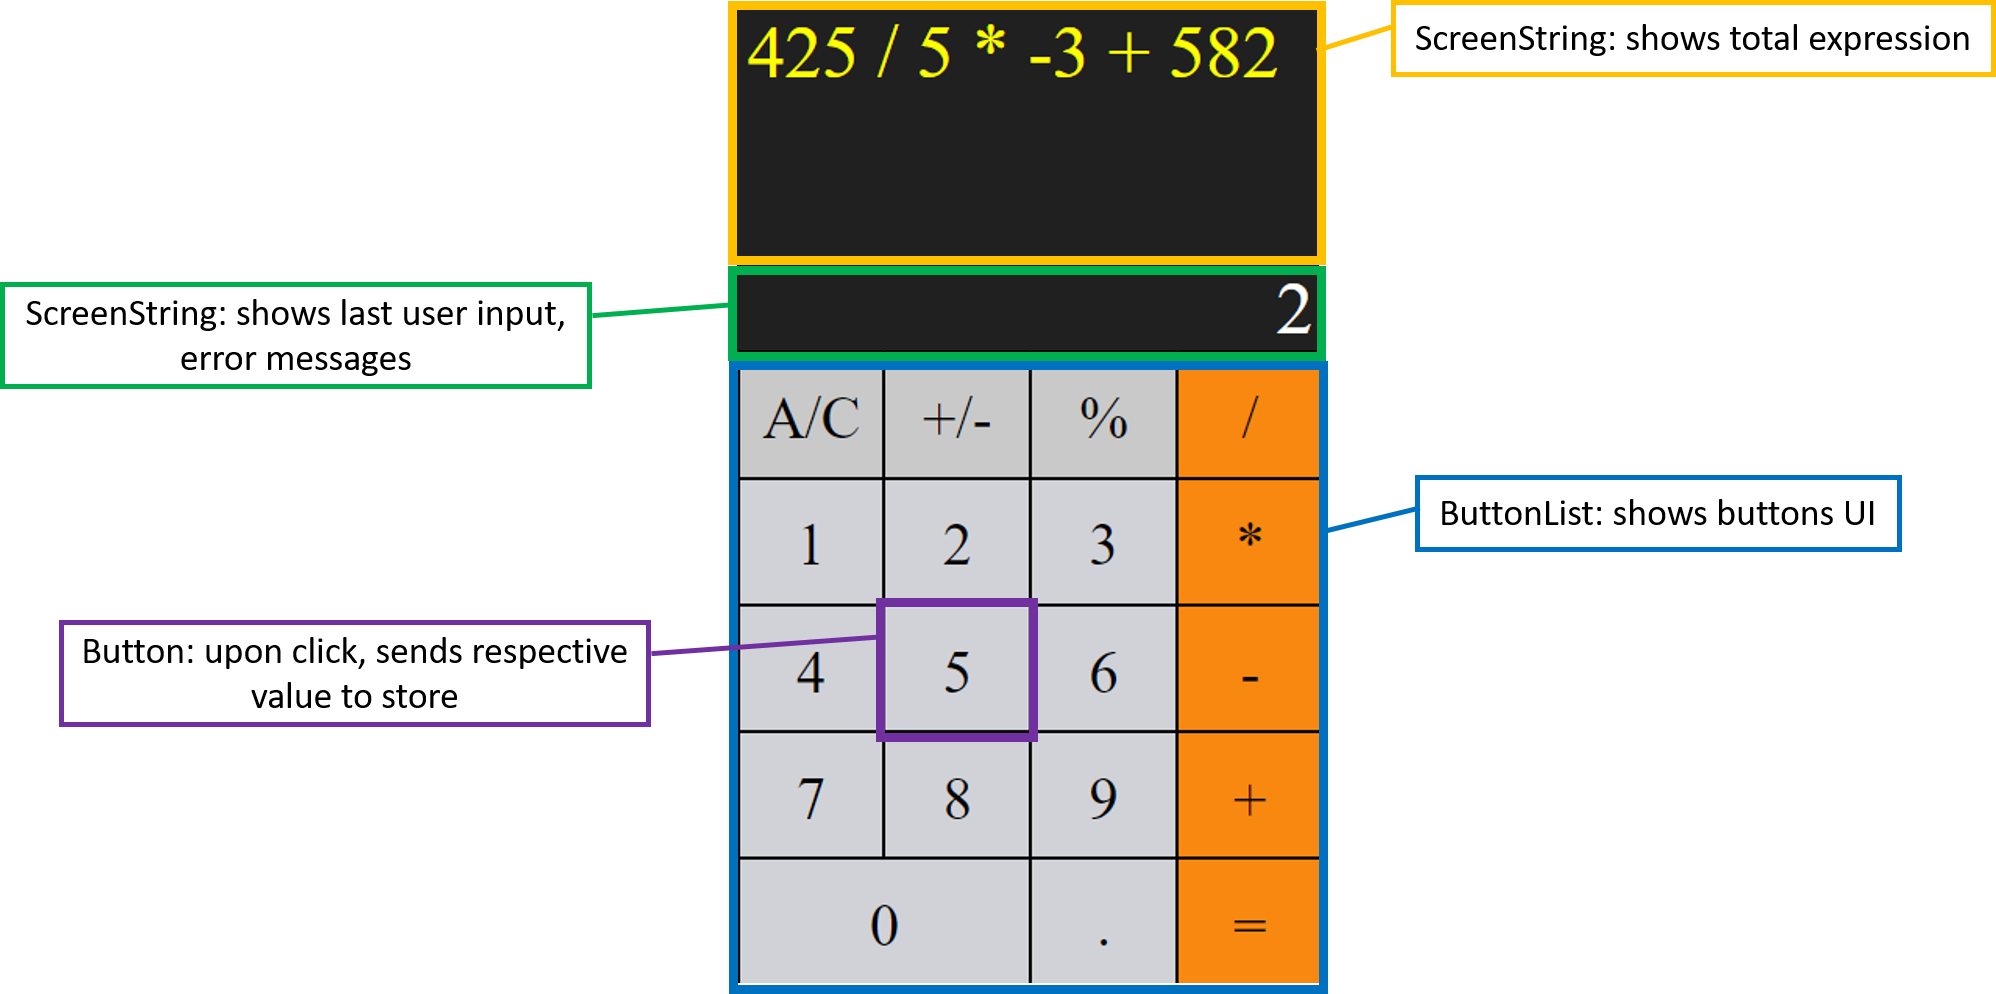 425 / 5 * -3 + 582
ScreenString: shows total expression
ScreenString: shows last user input,
error messages
2
A/C +/- % /
1 2 3 *
ButtonList: shows buttons UI
Button: upon click, sends respective
value to store
4 5 6 -
7 8 9 +
0 . =